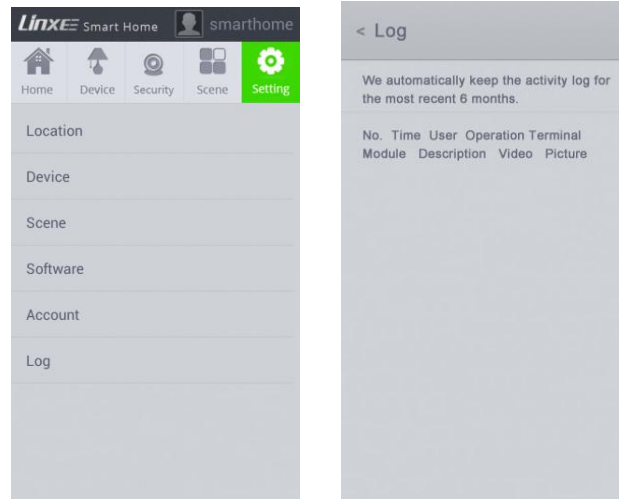 Linxee Smart Home smarthome
Home Device Security Scene Setting
Location
Device
Scene
Software
Account
Log
< Log
We automatically keep the activity log for
the most recent 6 months.
No. Time User Operation Terminal
Module Description Video Picture